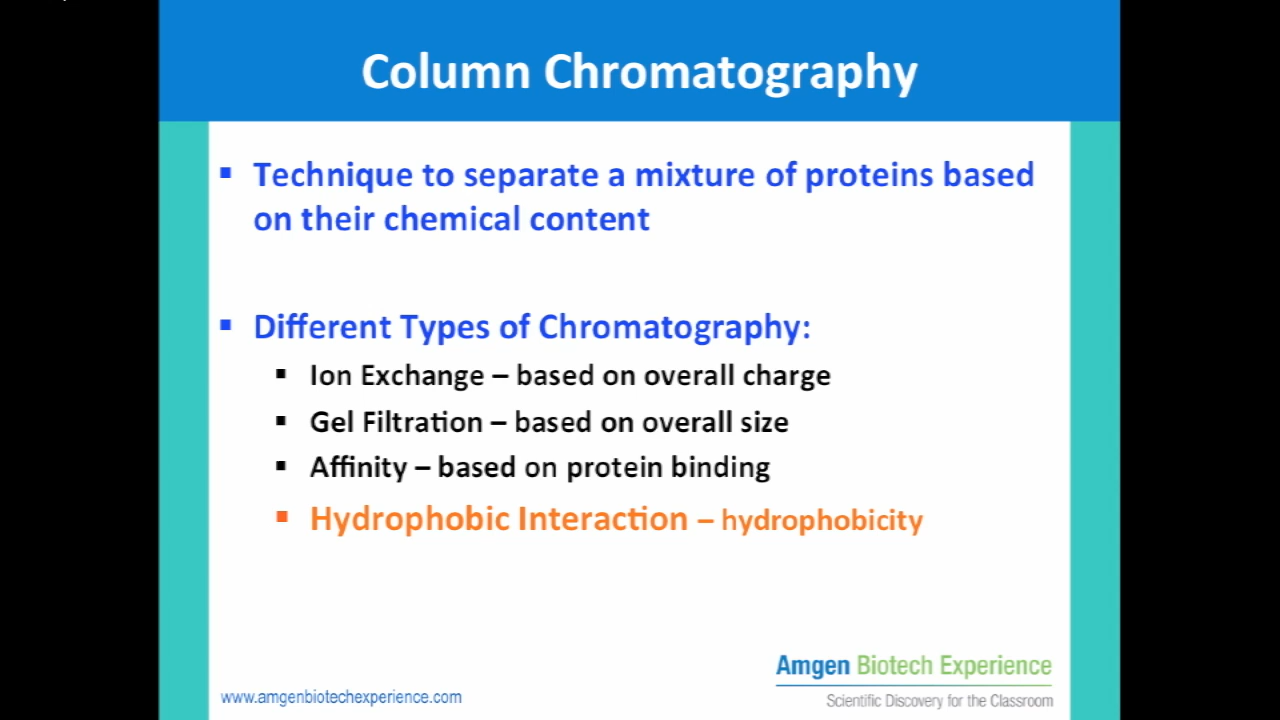 Column Chromatography
▪ Technique to separate a mixture of proteins based
on their chemical content
▪ Different Types of Chromatography:
▪ Ion Exchange – based on overall charge
▪ Gel Filtration – based on overall size
▪ Affinity – based on protein binding
▪ Hydrophobic Interaction – hydrophobicity
Amgen Biotech Experience
www.amgenbiotechexperience.com
Scientific Discovery for the Classroom